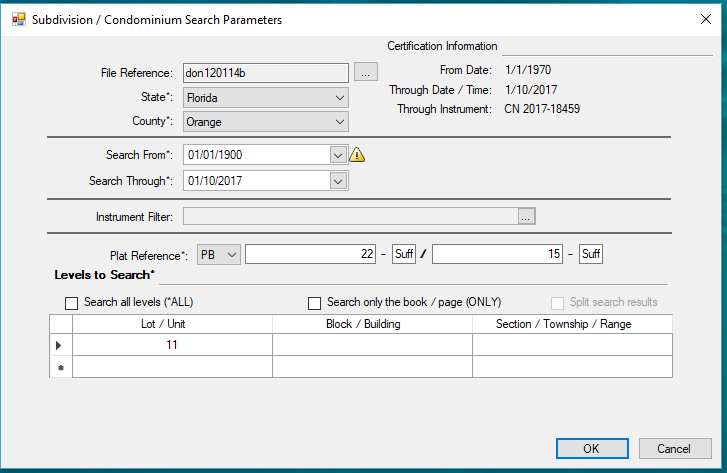 Subdivision / Condominium Search Parameters
Certification Information
File Reference: don120114b ... From Date: 1/1/1970
State*: Florida Through Date / Time: 1/10/2017
County*: Orange Through Instrument: CN 2017-18459
Search From*: 01/01/1900
Search Through*: 01/10/2017
Instrument Filter: ...
Plat Reference*: PB 22 - Suff / 15 - Suff
Levels to Search*
Search all levels (*ALL) Search only the book / page (ONLY) Split search results
Lot / Unit Block / Building Section / Township / Range
11
*
OK Cancel